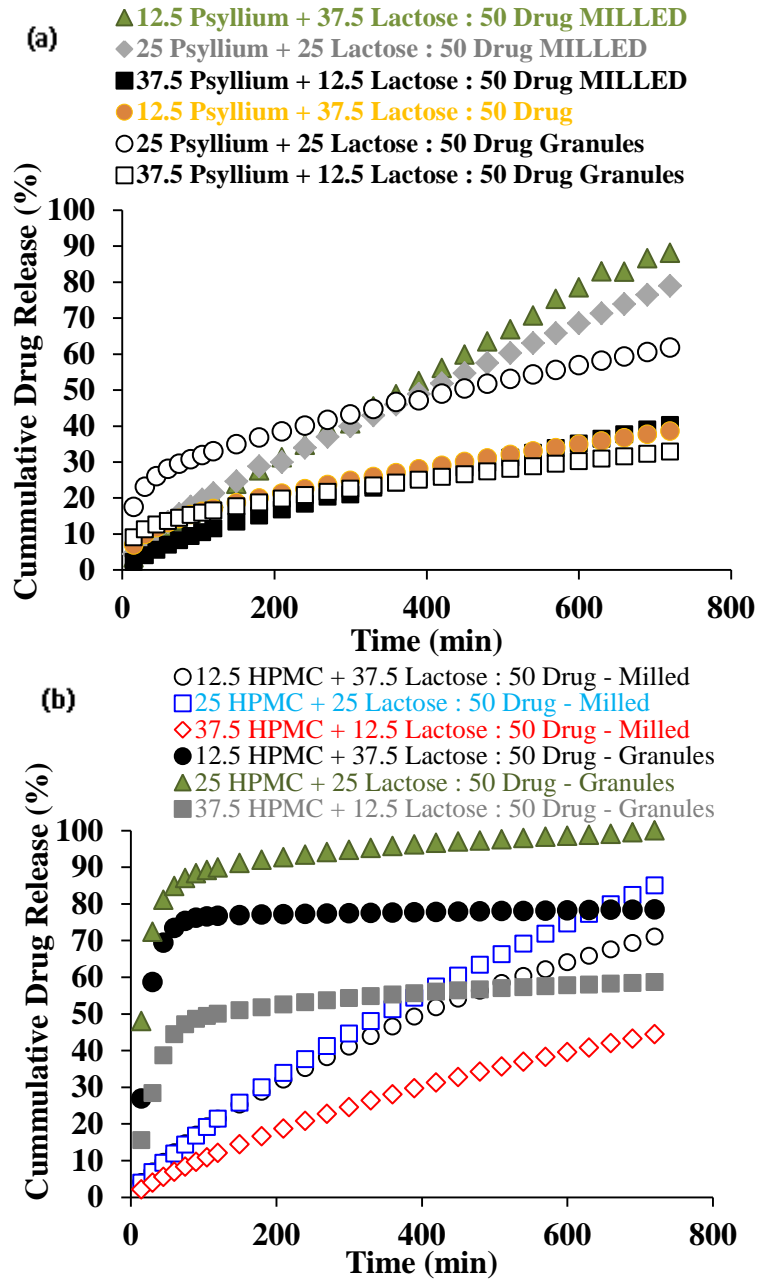 (a)
12.5 Psyllium + 37.5 Lactose : 50 Drug MILLED
25 Psyllium + 25 Lactose : 50 Drug MILLED
37.5 Psyllium + 12.5 Lactose : 50 Drug MILLED
12.5 Psyllium + 37.5 Lactose : 50 Drug
25 Psyllium + 25 Lactose : 50 Drug Granules
37.5 Psyllium + 12.5 Lactose : 50 Drug Granules
Cummulative Drug Release (%)
100
90
80
70
60
50
40
30
20
10
0
0 200 400 600 800
Time (min)
(b)
12.5 HPMC + 37.5 Lactose : 50 Drug - Milled
25 HPMC + 25 Lactose : 50 Drug - Milled
37.5 HPMC + 12.5 Lactose : 50 Drug - Milled
12.5 HPMC + 37.5 Lactose : 50 Drug - Granules
25 HPMC + 25 Lactose : 50 Drug - Granules
37.5 HPMC + 12.5 Lactose : 50 Drug - Granules
Cummulative Drug Release (%)
100
90
80
70
60
50
40
30
20
10
0
0 200 400 600 800
Time (min)